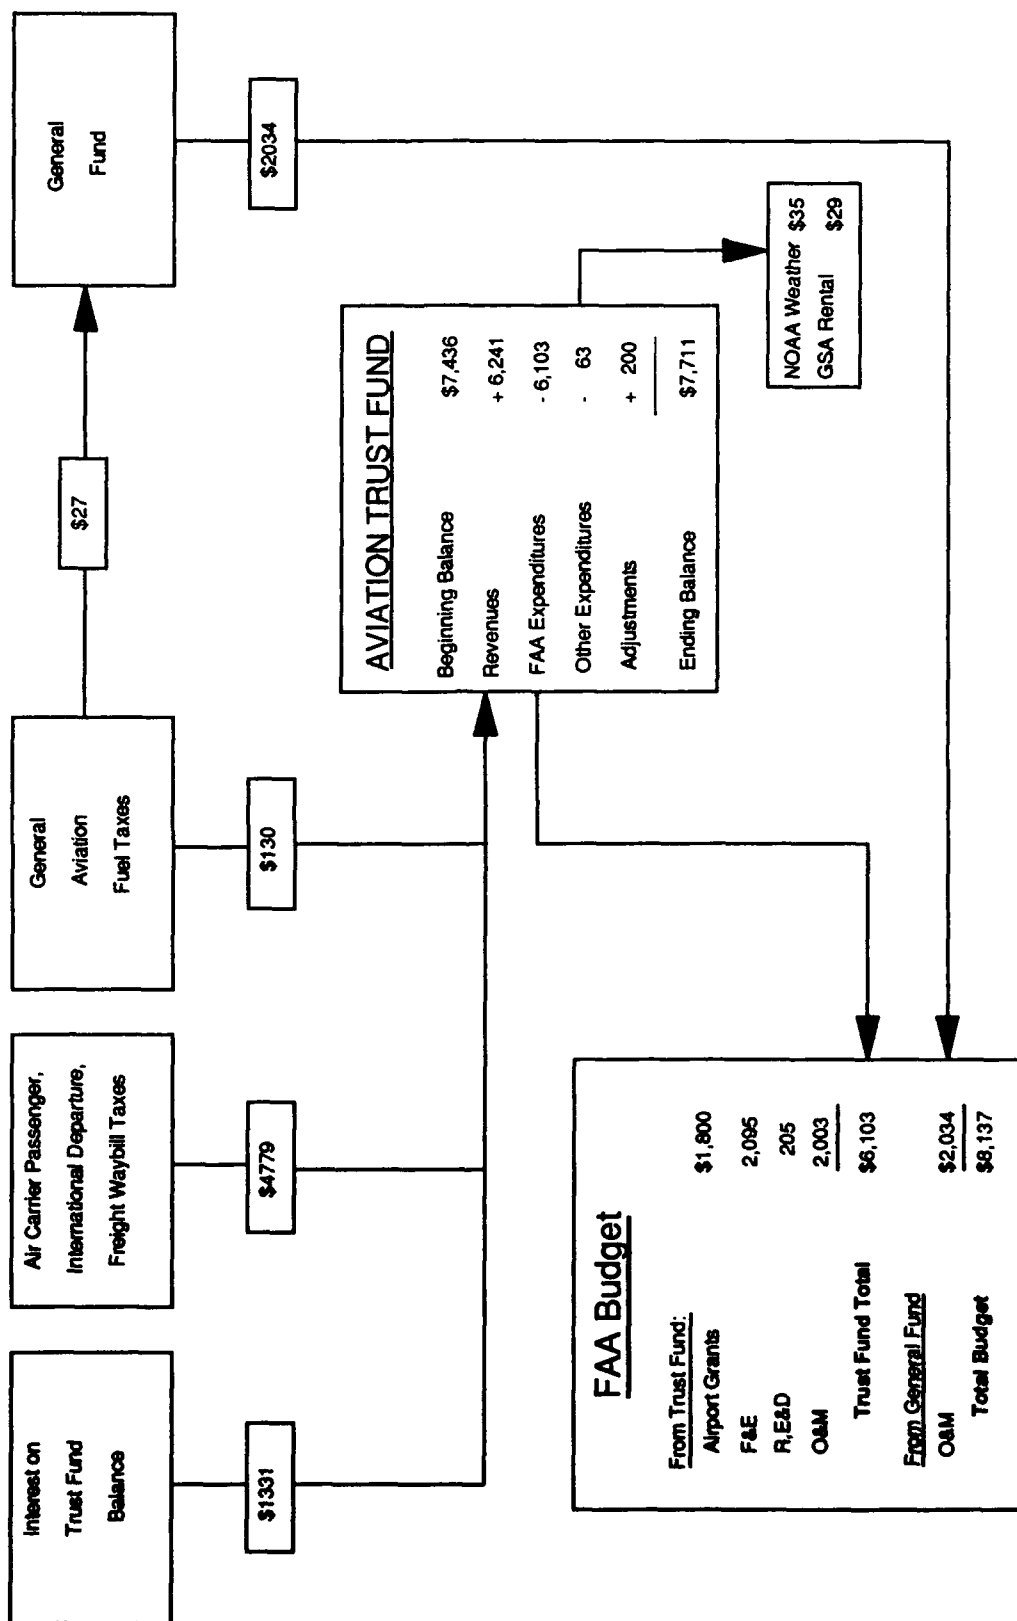 Interest on
Trust Fund
Balance
Air Carrier Passenger,
International Departure,
Freight Waybill Taxes
General
Aviation
Fuel Taxes
$27
General
Fund
$1331
$4779
$130
$2034
AVIATION TRUST FUND
Beginning Balance $7,436
Revenues + 6,241
FAA Expenditures - 6,103
Other Expenditures - 63
Adjustments + 200
Ending Balance $7,711
NOAA Weather $35
GSA Rental $29
FAA Budget
From Trust Fund:
Airport Grants $1,800
F&E 2,095
R,E&D 205
O&M 2,003
Trust Fund Total $6,103
From General Fund
O&M $2,034
Total Budget $8,137